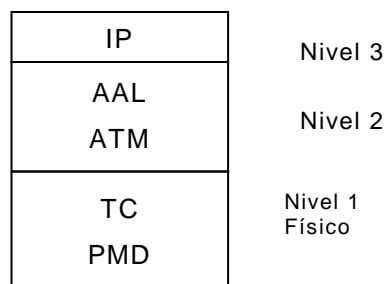 IP
Nivel 3
AAL
ATM
Nivel 2
TC
PMD
Nivel 1
Físico